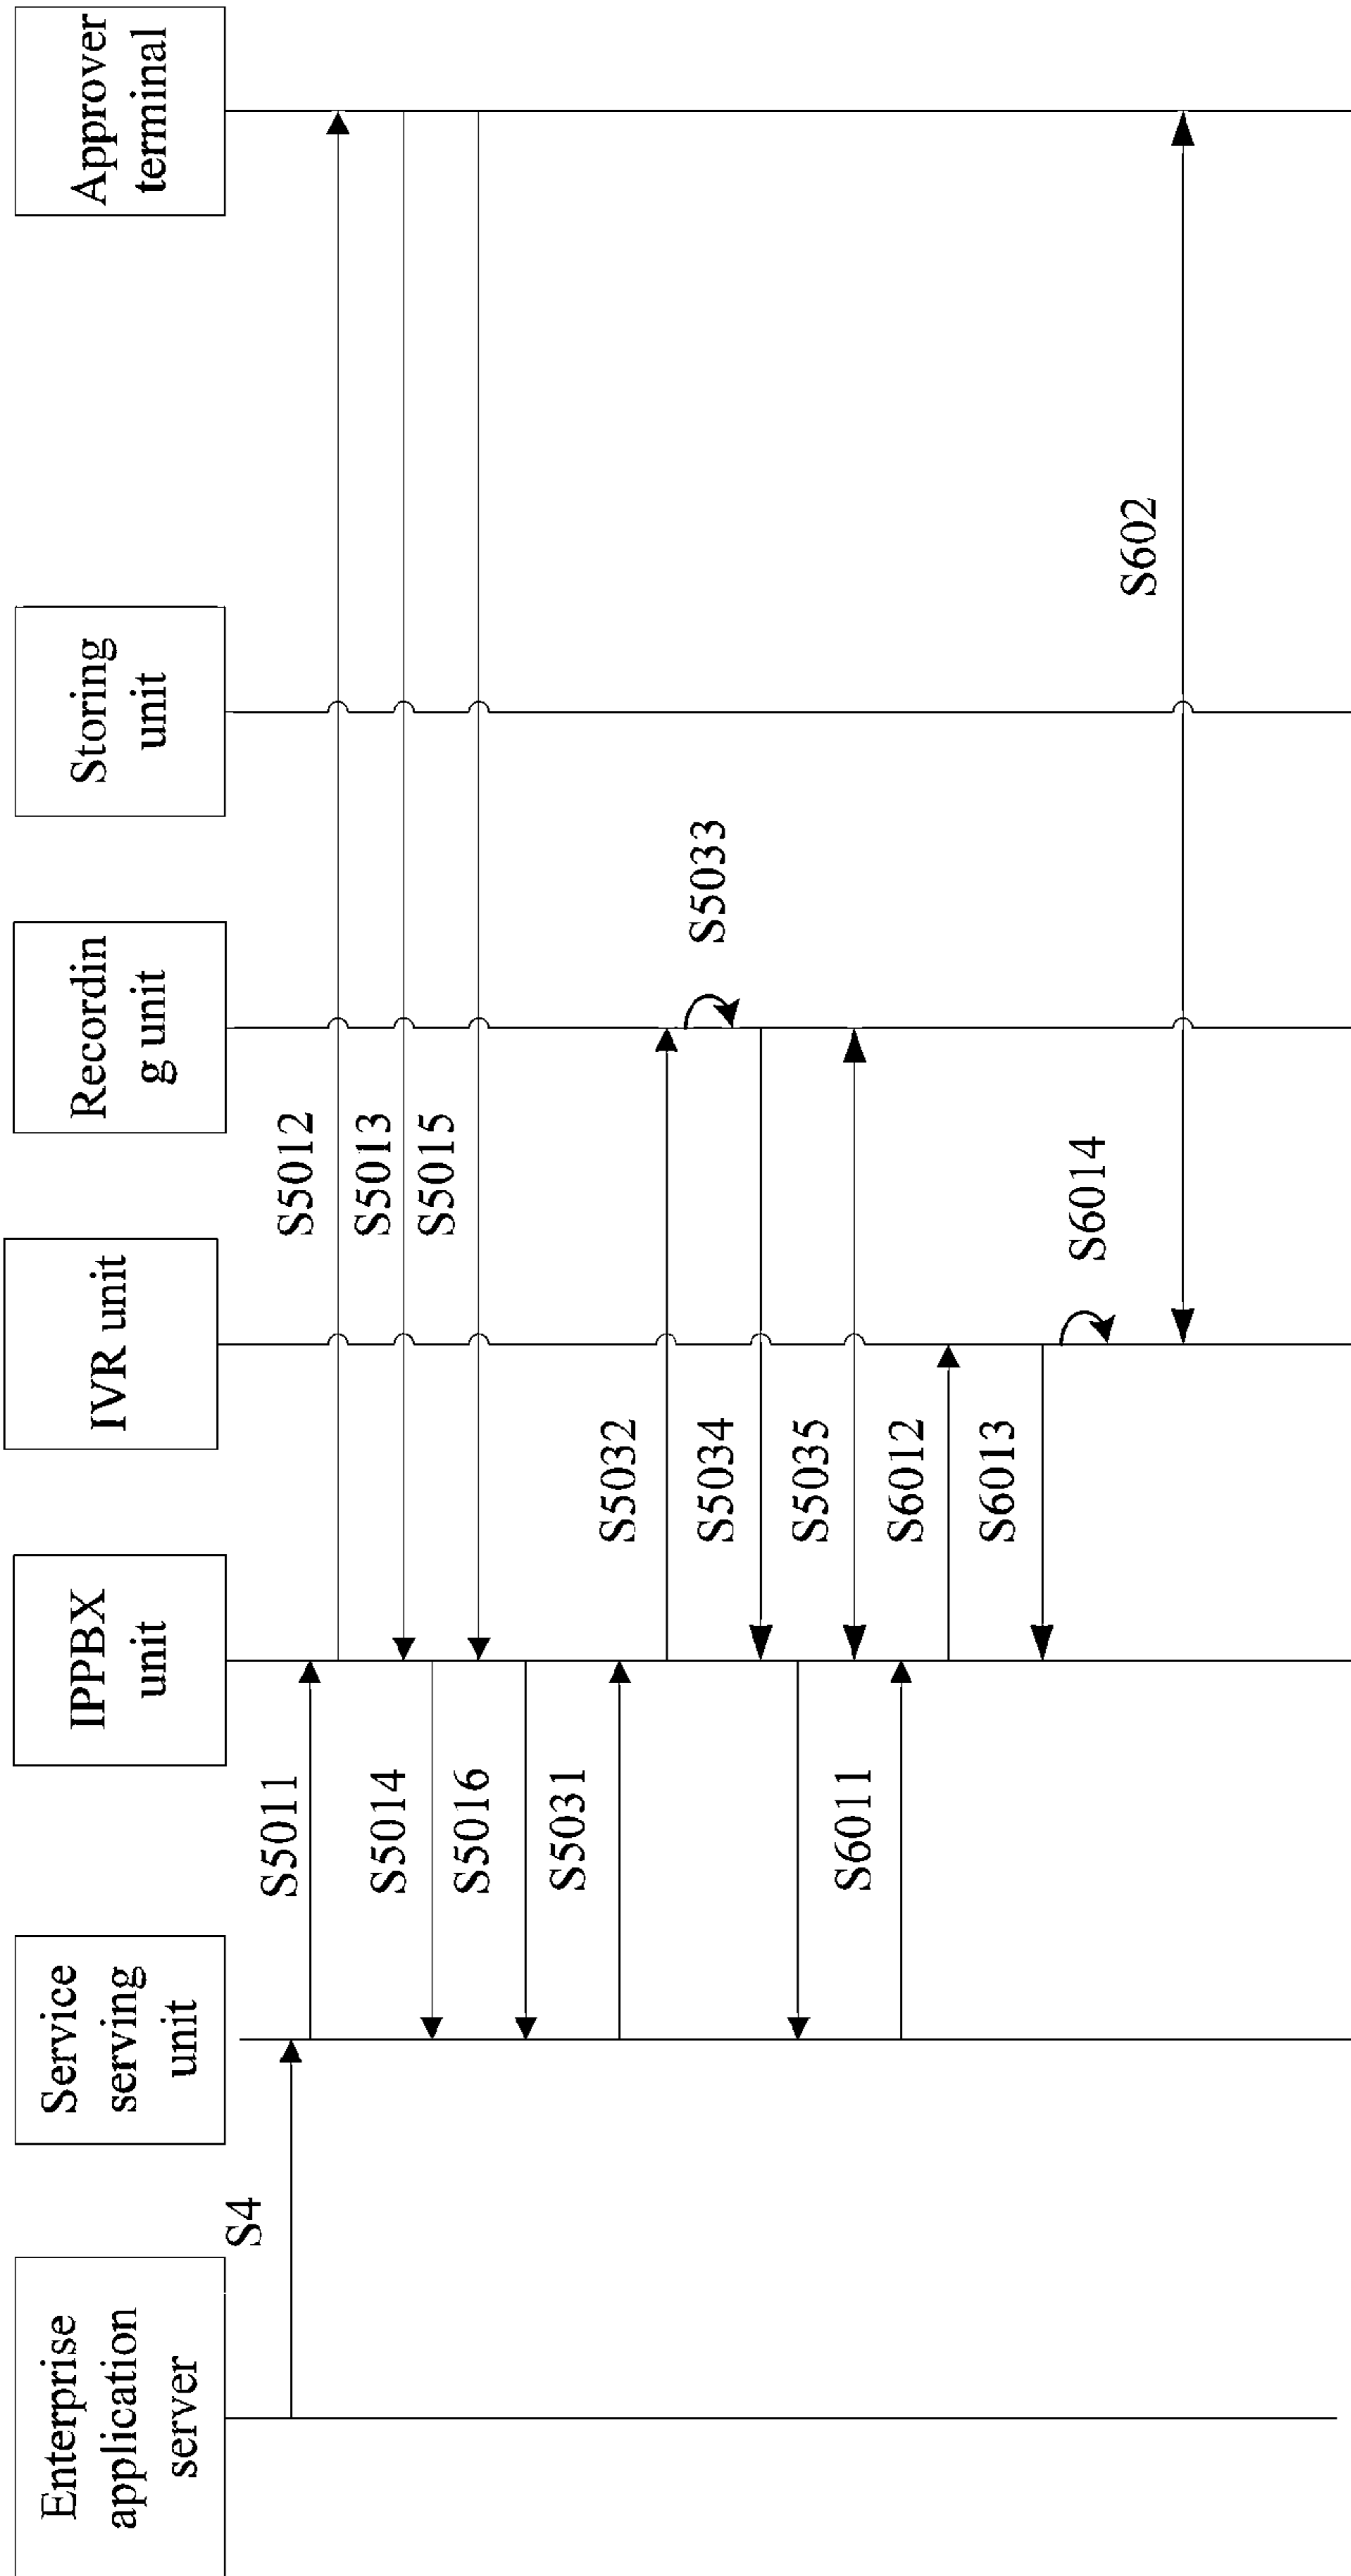 Enterprise
application
server
Service
serving
unit
IPPBX
unit
IVR unit
Recordin
g unit
Storing
unit
Approver
terminal
S4
S5011
S5012
S5013
S5014
S5015
S5016
S5031
S5032
S5033
S5034
S5035
S6011
S6012
S6013
S6014
S602